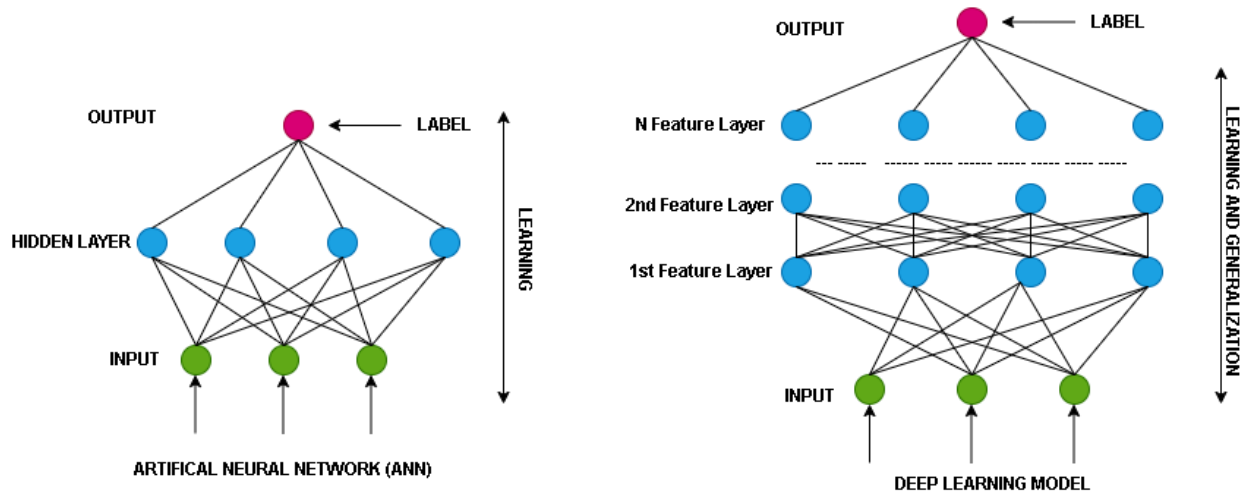 OUTPUT
LABEL
HIDDEN LAYER
INPUT
LEARNING
ARTIFICAL NEURAL NETWORK (ANN)
OUTPUT
LABEL
N Feature Layer
2nd Feature Layer
1st Feature Layer
INPUT
LEARNING AND GENERALIZATION
DEEP LEARNING MODEL